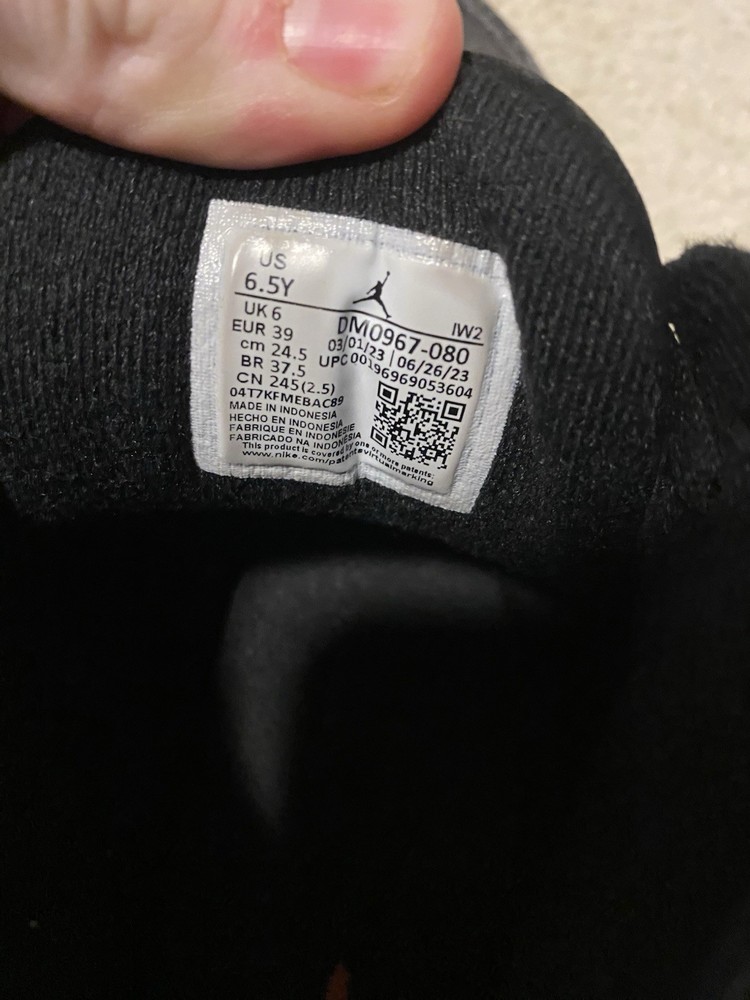 US
6.5Y
UK 6
EUR 39
cm 24.5
BR 37.5
CN 245(2.5)
04T7KFMEBAC89
MADE IN INDONESIA
HECHO EN INDONESIA
FABRIQUE EN INDONESIE
FABRICADO NA INDONÉSIA
This product is covered by one or more patents:
www.nike.com/patentsvirtualmarking
IW2
DM0967-080
03/01/23 | 06/26/23
UPC 00196969053604